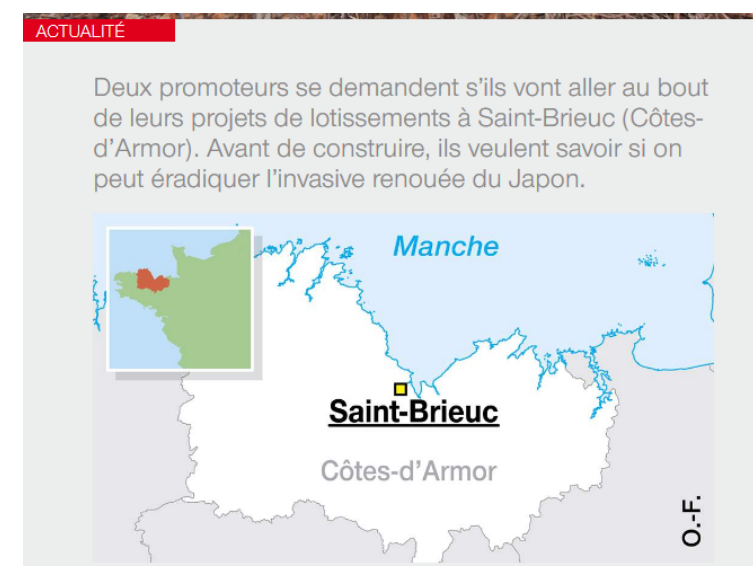 ACTUALITÉ
Deux promoteurs se demandent s'ils vont aller au bout
de leurs projets de lotissements à Saint-Brieuc (Côtes-
d'Armor). Avant de construire, ils veulent savoir si on
peut éradiquer l'invasive renouée du Japon.
Manche
Saint-Brieuc
Côtes-d'Armor
O.-F.